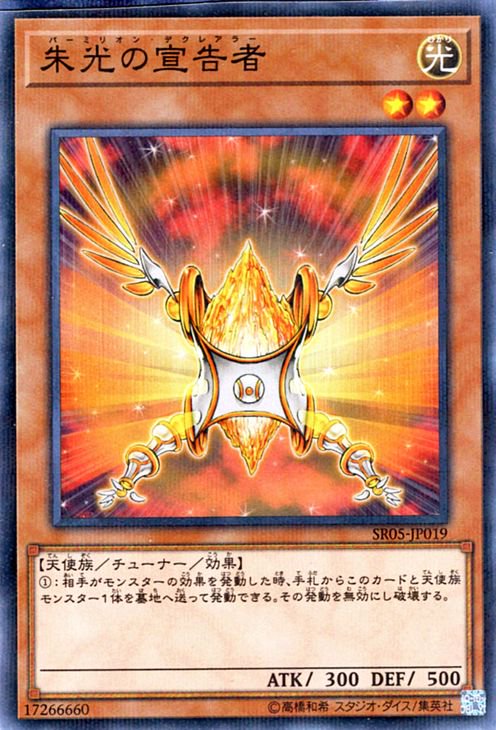 バーミリオン・デクレアラー
朱光の宣告者
ひかり
光
SR05-JP019
【天使族／チューナー／効果】
①：相手がモンスターの効果を発動した時、手札からこのカードと天使族
モンスター１体を墓地へ送って発動できる。その発動を無効にし破壊する。
ATK/ 300 DEF/ 500
17266660
©高橋和希 スタジオ・ダイス/集英社